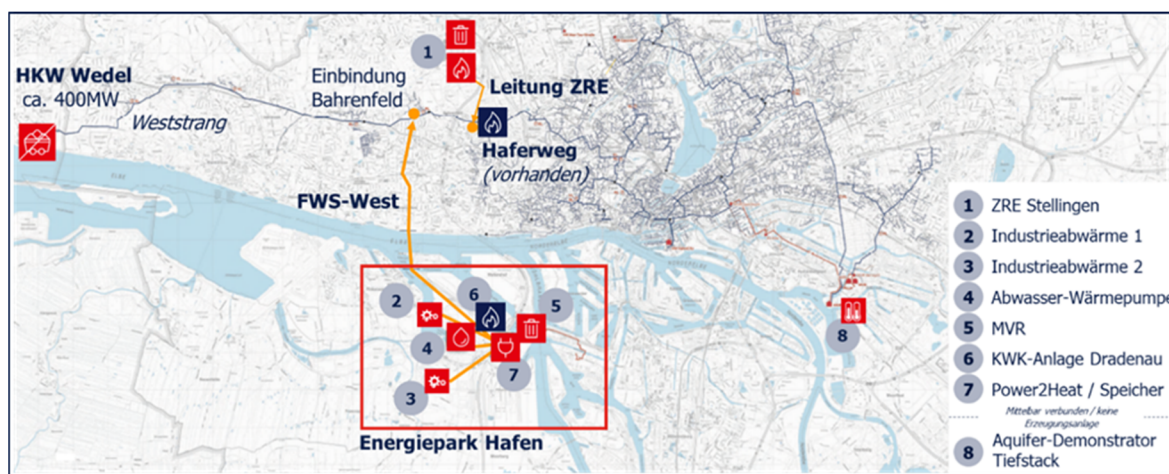 HKW Wedel
ca. 400MW
Weststrang
Einbindung
Bahrenfeld
1
Leitung ZRE
Haferweg
(vorhanden)
FWS-West
ELBE
2
6
5
4
3
7
Energiepark Hafen
8
1 ZRE Stellingen
2 Industrieabwärme 1
3 Industrieabwärme 2
4 Abwasser-Wärmepumpe
5 MVR
6 KWK-Anlage Dradenau
7 Power2Heat / Speicher
Mittelbar verbunden / keine
Erzeugungsanlage
8 Aquifer-Demonstrator
Tiefstack